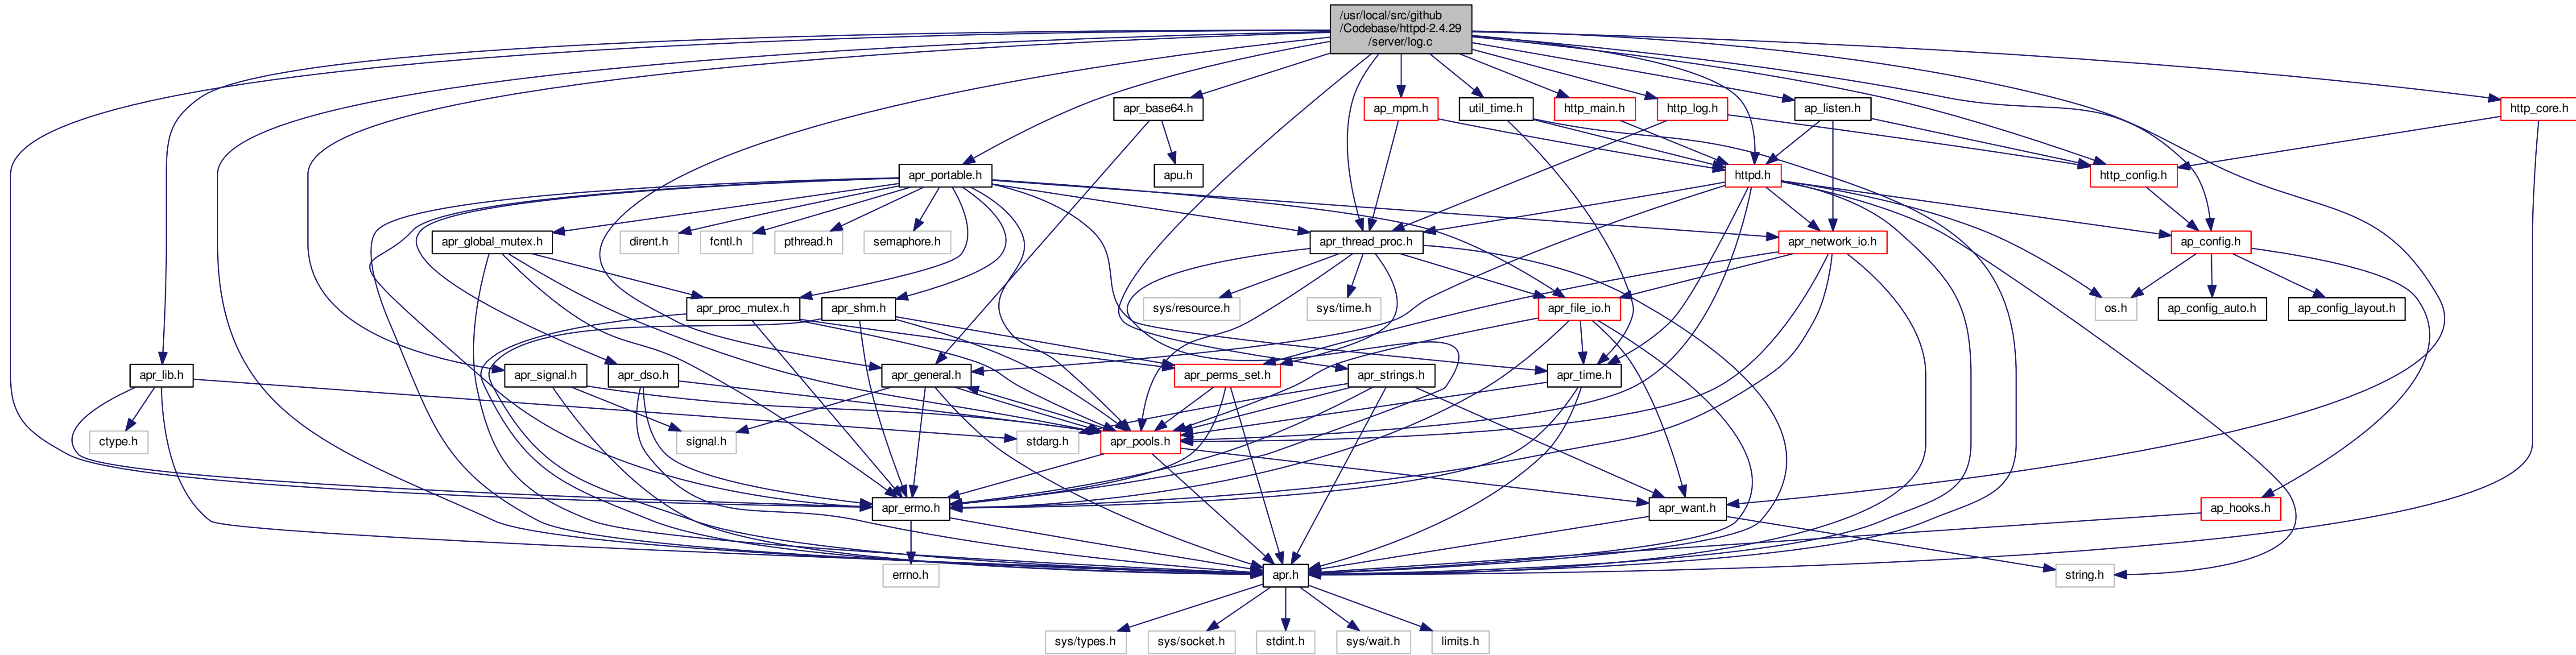 /usr/local/src/github
/Codebase/httpd-2.4.29
/server/log.c
apr_base64.h
ap_mpm.h
util_time.h
http_main.h
http_log.h
ap_listen.h
http_core.h
apr_portable.h
apu.h
httpd.h
http_config.h
apr_global_mutex.h
dirent.h
fcntl.h
pthread.h
semaphore.h
apr_thread_proc.h
apr_network_io.h
ap_config.h
apr_proc_mutex.h
apr_shm.h
sys/resource.h
sys/time.h
apr_file_io.h
os.h
ap_config_auto.h
ap_config_layout.h
apr_lib.h
apr_signal.h
apr_dso.h
apr_general.h
apr_perms_set.h
apr_strings.h
apr_time.h
ctype.h
signal.h
stdarg.h
apr_pools.h
apr_errno.h
apr_want.h
ap_hooks.h
errno.h
apr.h
string.h
sys/types.h
sys/socket.h
stdint.h
sys/wait.h
limits.h